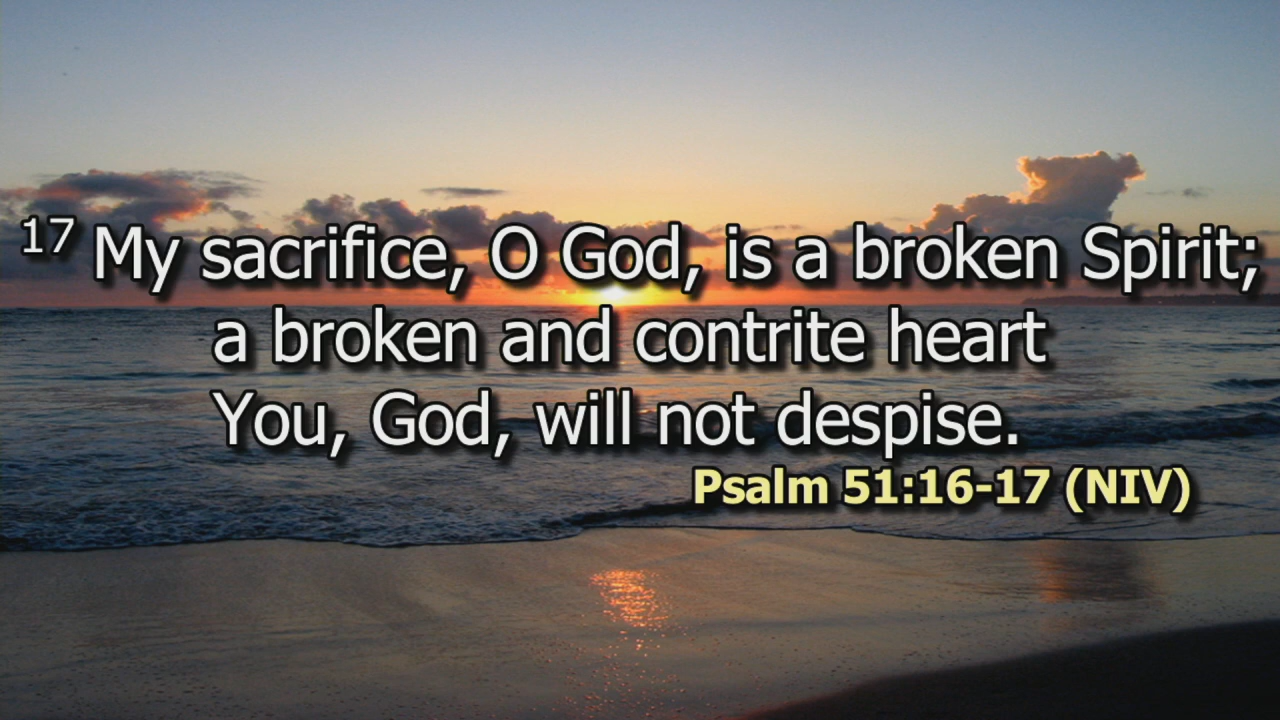 17 My sacrifice, O God, is a broken Spirit;
a broken and contrite heart
You, God, will not despise.
Psalm 51:16-17 (NIV)